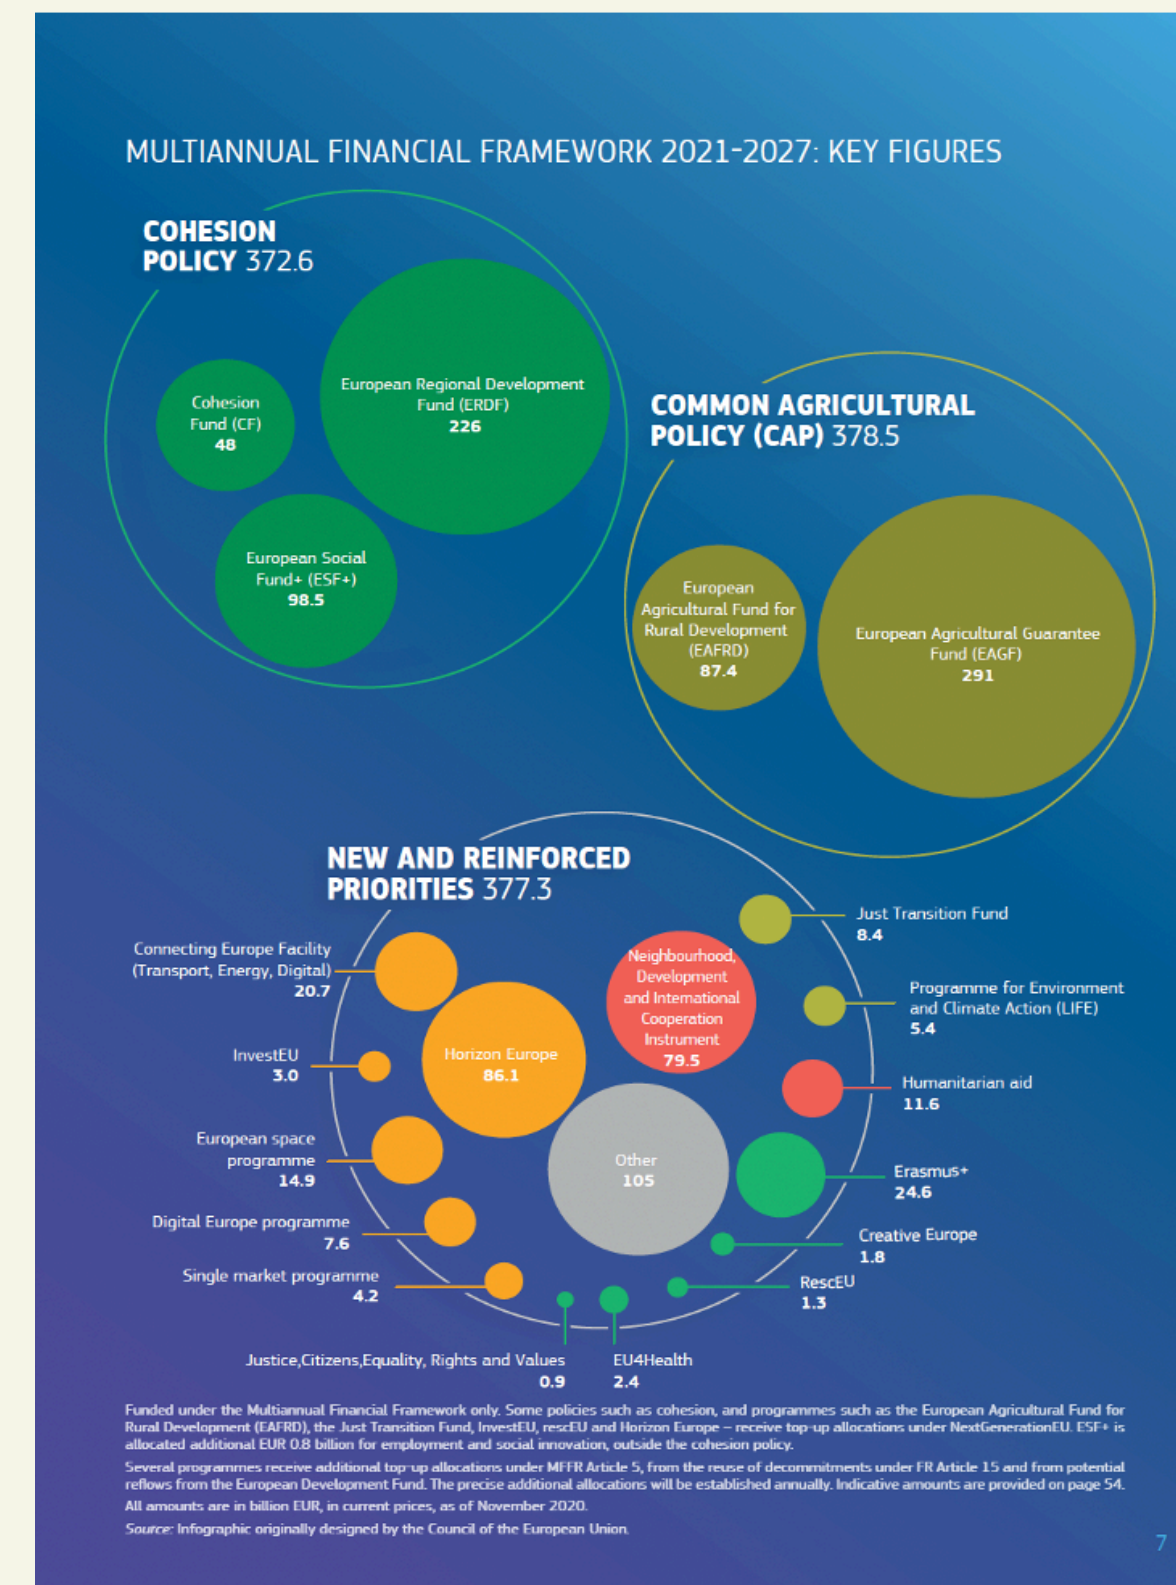 MULTIANNUAL FINANCIAL FRAMEWORK 2021-2027: KEY FIGURES
COHESION
POLICY 372.6
European Regional Development
Fund (ERDF)
226
Cohesion
Fund (CF)
48
European Social
Fund+ (ESF+)
98.5
COMMON AGRICULTURAL
POLICY (CAP) 378.5
European
Agricultural Fund for
Rural Development
(EAFRD)
87.4
European Agricultural Guarantee
Fund (EAGF)
291
NEW AND REINFORCED
PRIORITIES 377.3
Connecting Europe Facility
(Transport, Energy, Digital)
20.7
InvestEU
3.0
European space
programme
14.9
Digital Europe programme
7.6
Single market programme
4.2
Justice,Citizens,Equality, Rights and Values
0.9
EU4Health
2.4
Horizon Europe
86.1
Neighbourhood,
Development
and International
Cooperation
Instrument
79.5
Other
105
Just Transition Fund
8.4
Programme for Environment
and Climate Action (LIFE)
5.4
Humanitarian aid
11.6
Erasmus+
24.6
Creative Europe
1.8
RescEU
1.3
Funded under the Multiannual Financial Framework only. Some policies such as cohesion, and programmes such as the European Agricultural Fund for
Rural Development (EAFRD), the Just Transition Fund, InvestEU, rescEU and Horizon Europe – receive top-up allocations under NextGenerationEU. ESF+ is
allocated additional EUR 0.8 billion for employment and social innovation, outside the cohesion policy.
Several programmes receive additional top-up allocations under MFFR Article 5, from the reuse of decommitments under FR Article 15 and from potential
reflows from the European Development Fund. The precise additional allocations will be established annually. Indicative amounts are provided on page 54.
All amounts are in billion EUR, in current prices, as of November 2020.
Source: Infographic originally designed by the Council of the European Union.
7